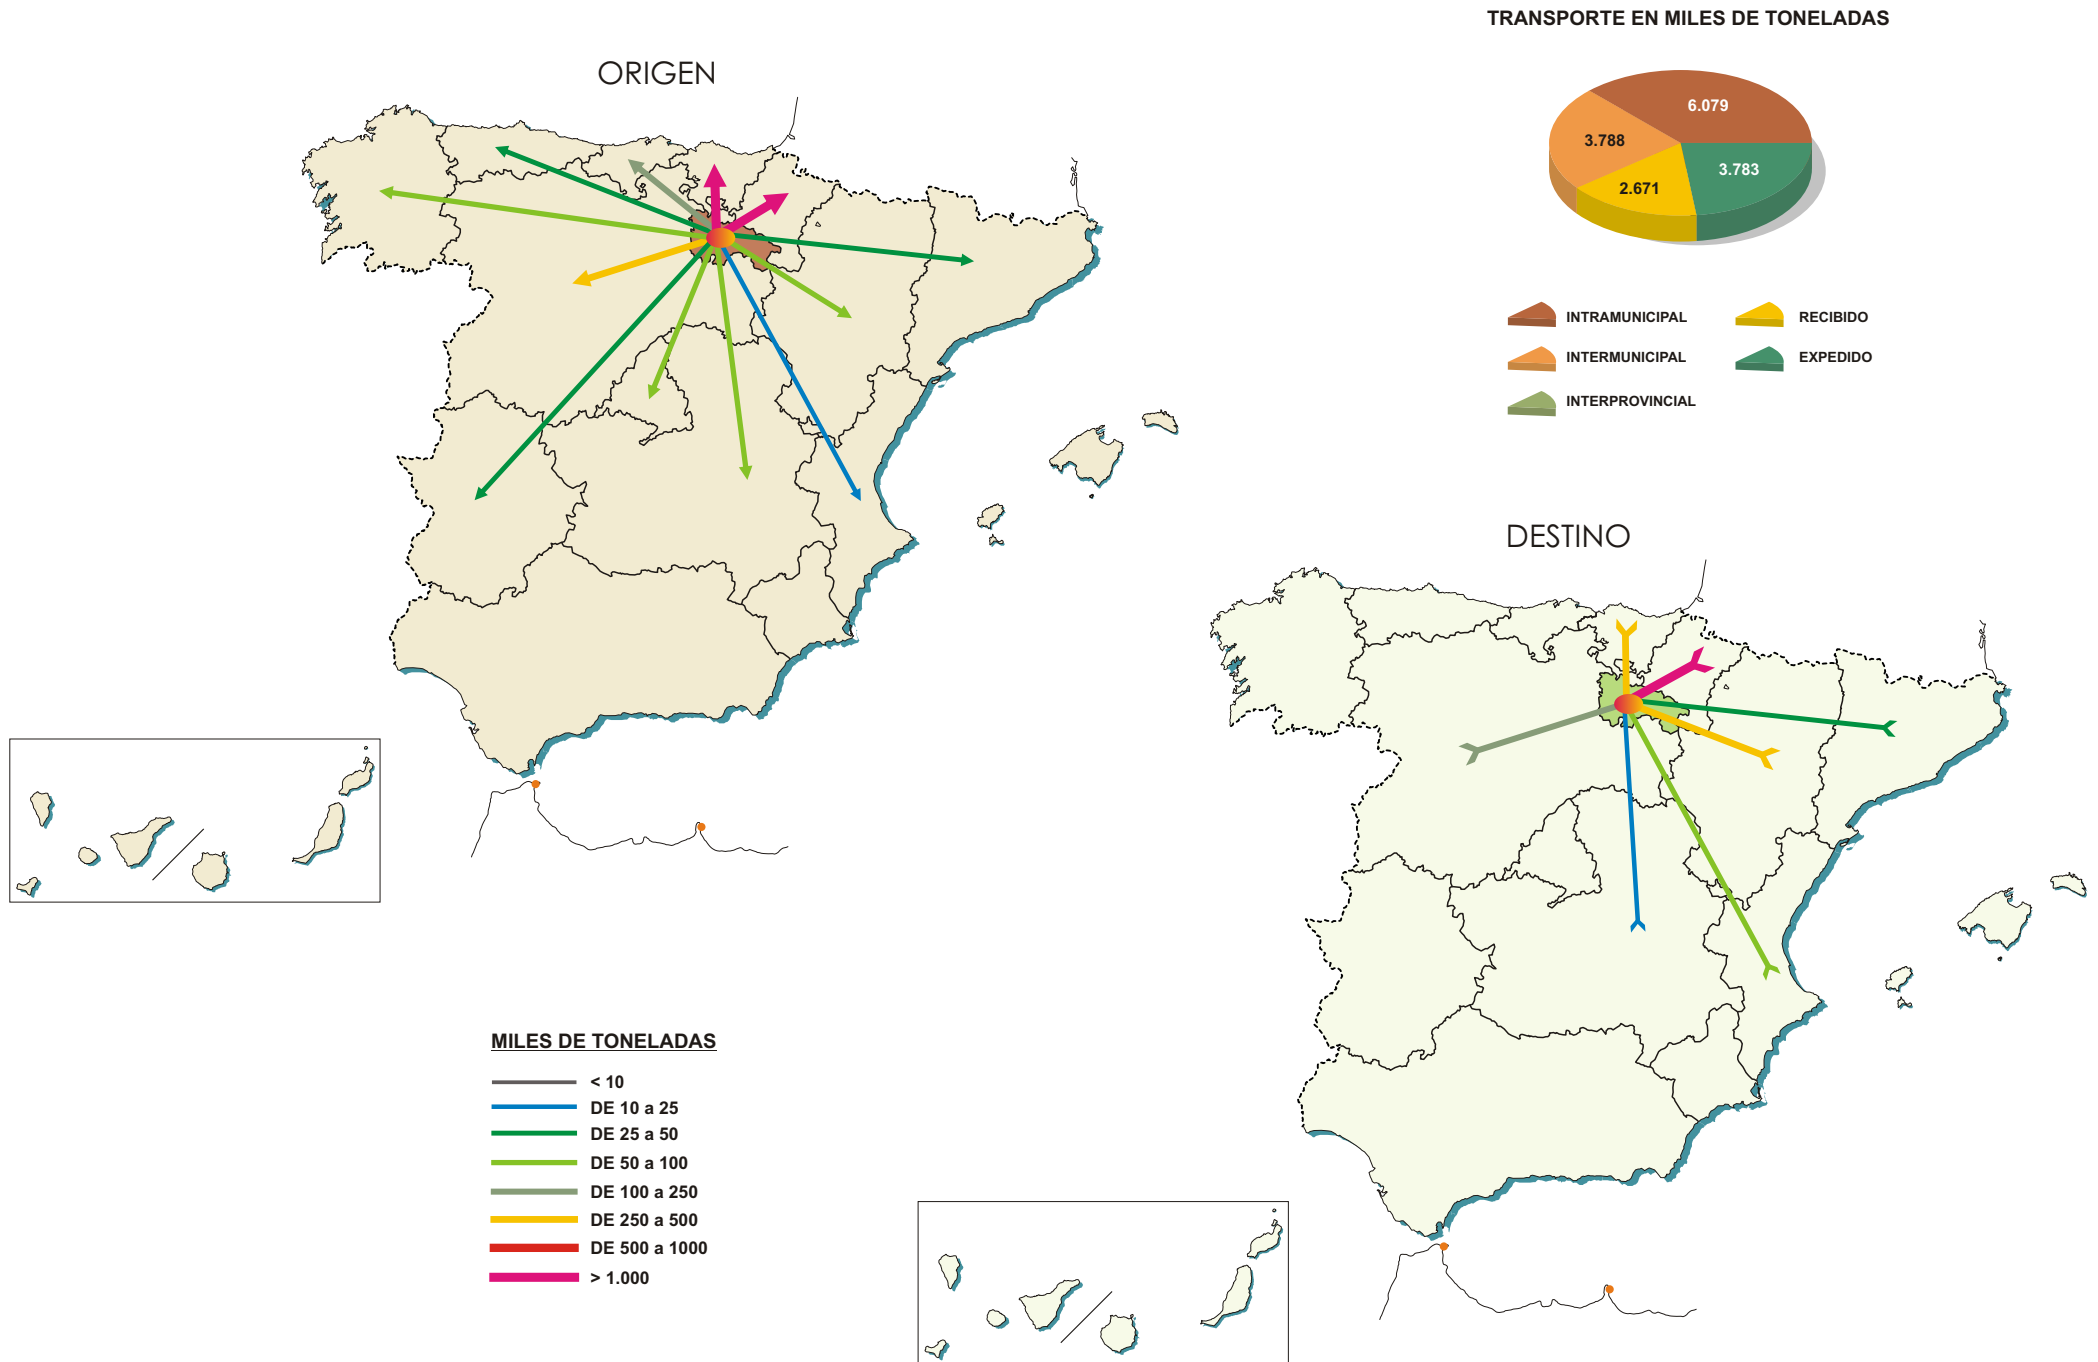 TRANSPORTE EN MILES DE TONELADAS
ORIGEN
6.079
3.788
3.783
2.671
INTRAMUNICIPAL
RECIBIDO
INTERMUNICIPAL
EXPEDIDO
INTERPROVINCIAL
DESTINO
MILES DE TONELADAS
< 10
DE 10 a 25
DE 25 a 50
DE 50 a 100
DE 100 a 250
DE 250 a 500
DE 500 a 1000
> 1.000